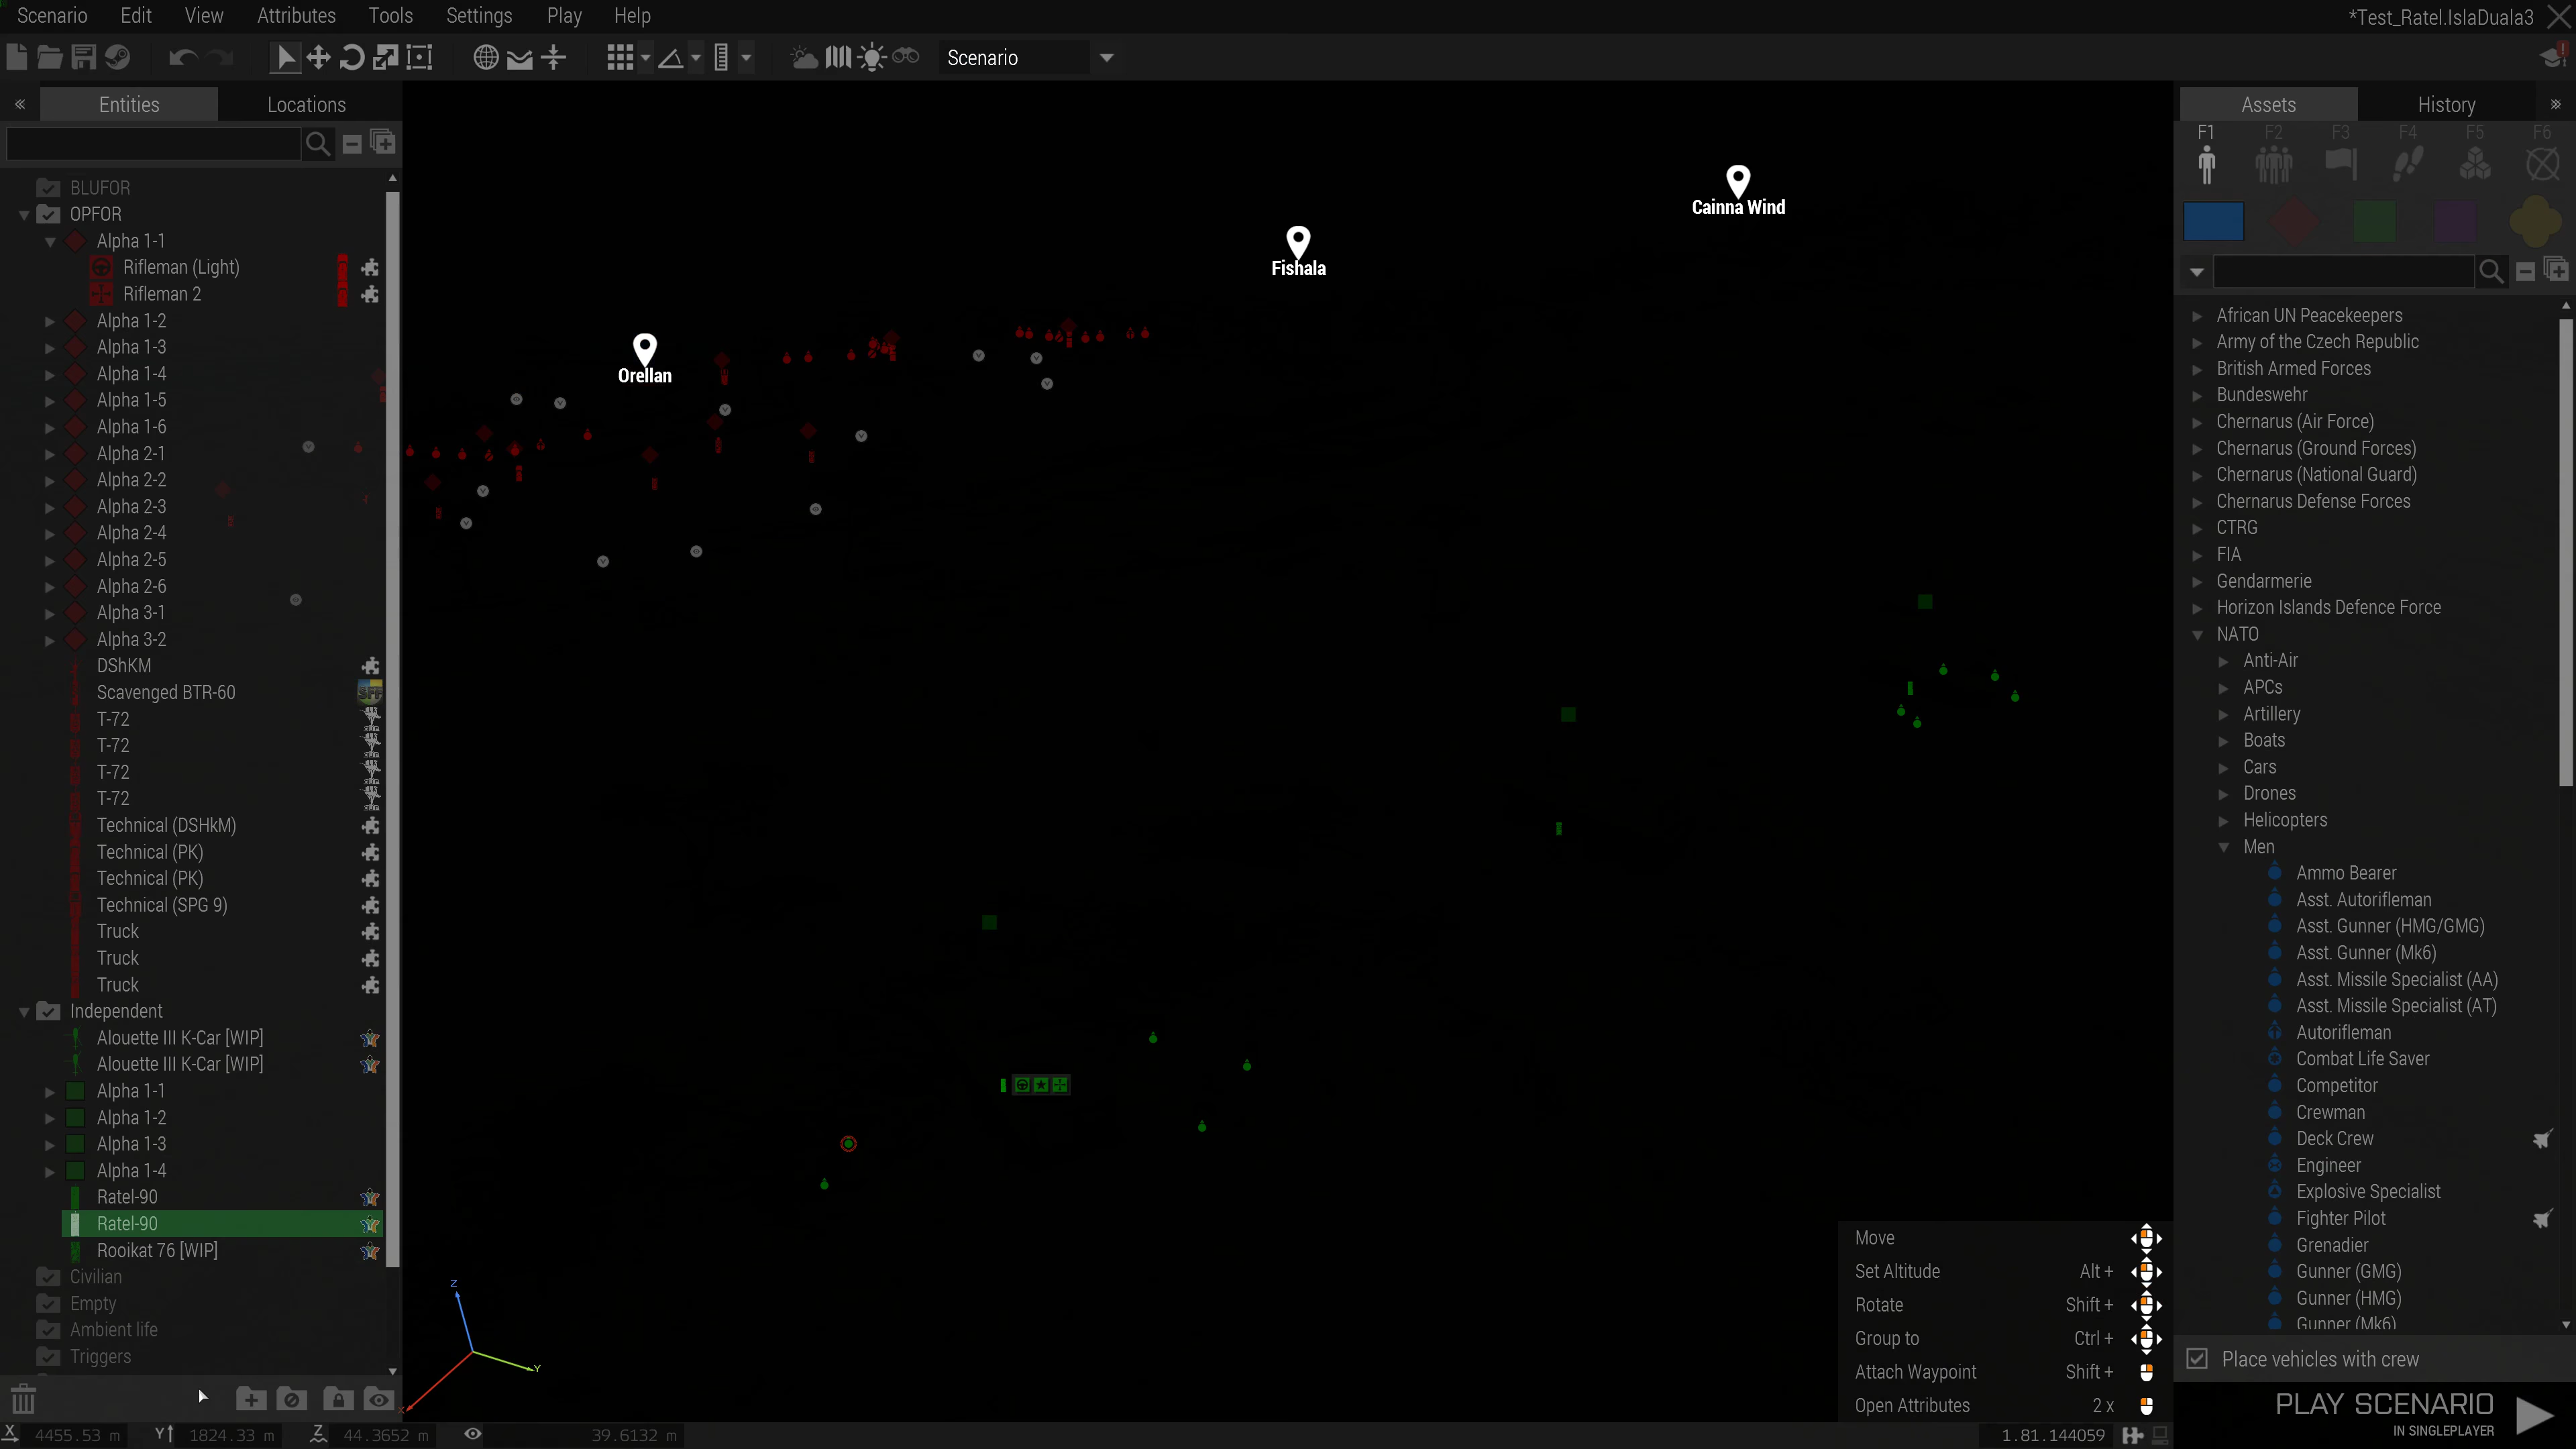 Scenario Edit View Attributes Tools Settings Play Help
*Test_Ratel.IslaDuala3
Scenario
Entities Locations
BLUFOR
OPFOR
Alpha 1-1
Rifleman (Light)
Rifleman 2
Alpha 1-2
Alpha 1-3
Alpha 1-4
Alpha 1-5
Alpha 1-6
Alpha 2-1
Alpha 2-2
Alpha 2-3
Alpha 2-4
Alpha 2-5
Alpha 2-6
Alpha 3-1
Alpha 3-2
DShKM
Scavenged BTR-60
T-72
T-72
T-72
T-72
Technical (DSHkM)
Technical (PK)
Technical (PK)
Technical (SPG 9)
Truck
Truck
Truck
Independent
Alouette III K-Car [WIP]
Alouette III K-Car [WIP]
Alpha 1-1
Alpha 1-2
Alpha 1-3
Alpha 1-4
Ratel-90
Ratel-90
Rooikat 76 [WIP]
Civilian
Empty
Ambient life
Triggers
Cainna Wind
Fishala
Orellan
Z
Y
X
Move
Set Altitude Alt +
Rotate Shift +
Group to Ctrl +
Attach Waypoint Shift +
Open Attributes 2 x
Assets History
F1 F2 F3 F4 F5 F6
African UN Peacekeepers
Army of the Czech Republic
British Armed Forces
Bundeswehr
Chernarus (Air Force)
Chernarus (Ground Forces)
Chernarus (National Guard)
Chernarus Defense Forces
CTRG
FIA
Gendarmerie
Horizon Islands Defence Force
NATO
Anti-Air
APCs
Artillery
Boats
Cars
Drones
Helicopters
Men
Ammo Bearer
Asst. Autorifleman
Asst. Gunner (HMG/GMG)
Asst. Gunner (Mk6)
Asst. Missile Specialist (AA)
Asst. Missile Specialist (AT)
Autorifleman
Combat Life Saver
Competitor
Crewman
Deck Crew
Engineer
Explosive Specialist
Fighter Pilot
Grenadier
Gunner (GMG)
Gunner (HMG)
Gunner (Mk6)
Place vehicles with crew
PLAY SCENARIO
IN SINGLEPLAYER
X 4455.53 m Y 1824.33 m Z 44.3652 m 39.6132 m 1.81.144059